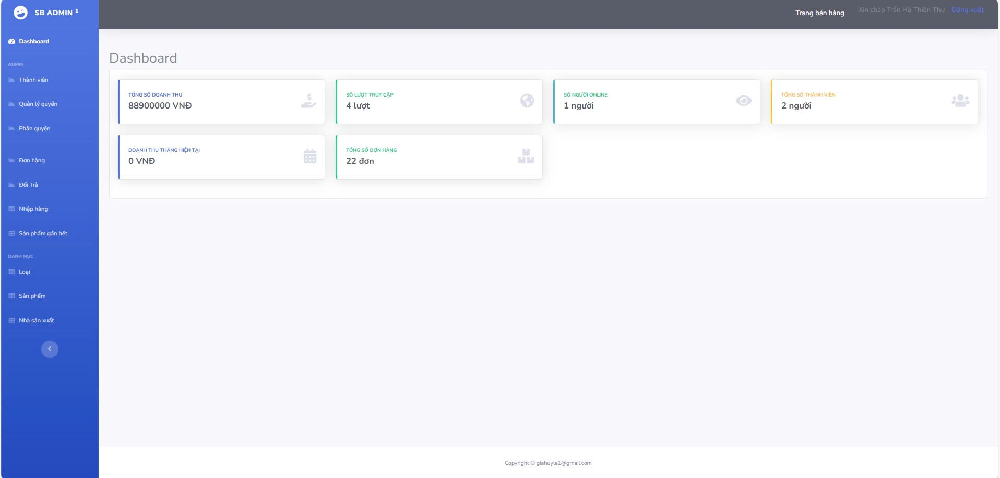 SB ADMIN 1
Trang bán hàng
Xin chào Trần Hà Thiên Thư Đăng xuất
Dashboard
ADMIN
Thành viên
Quản lý quyền
Phân quyền
Đơn hàng
Đổi Trả
Nhập hàng
Sản phẩm gần hết
DANH MỤC
Loại
Sản phẩm
Nhà sản xuất
Dashboard
TỔNG SỐ DOANH THU
88900000 VNĐ
SỐ LƯỢT TRUY CẬP
4 lượt
SỐ NGƯỜI ONLINE
1 người
TỔNG SỐ THÀNH VIÊN
2 người
DOANH THU THÁNG HIỆN TẠI
0 VNĐ
TỔNG SỐ ĐƠN HÀNG
22 đơn
Copyright © giahuyle1@gmail.com